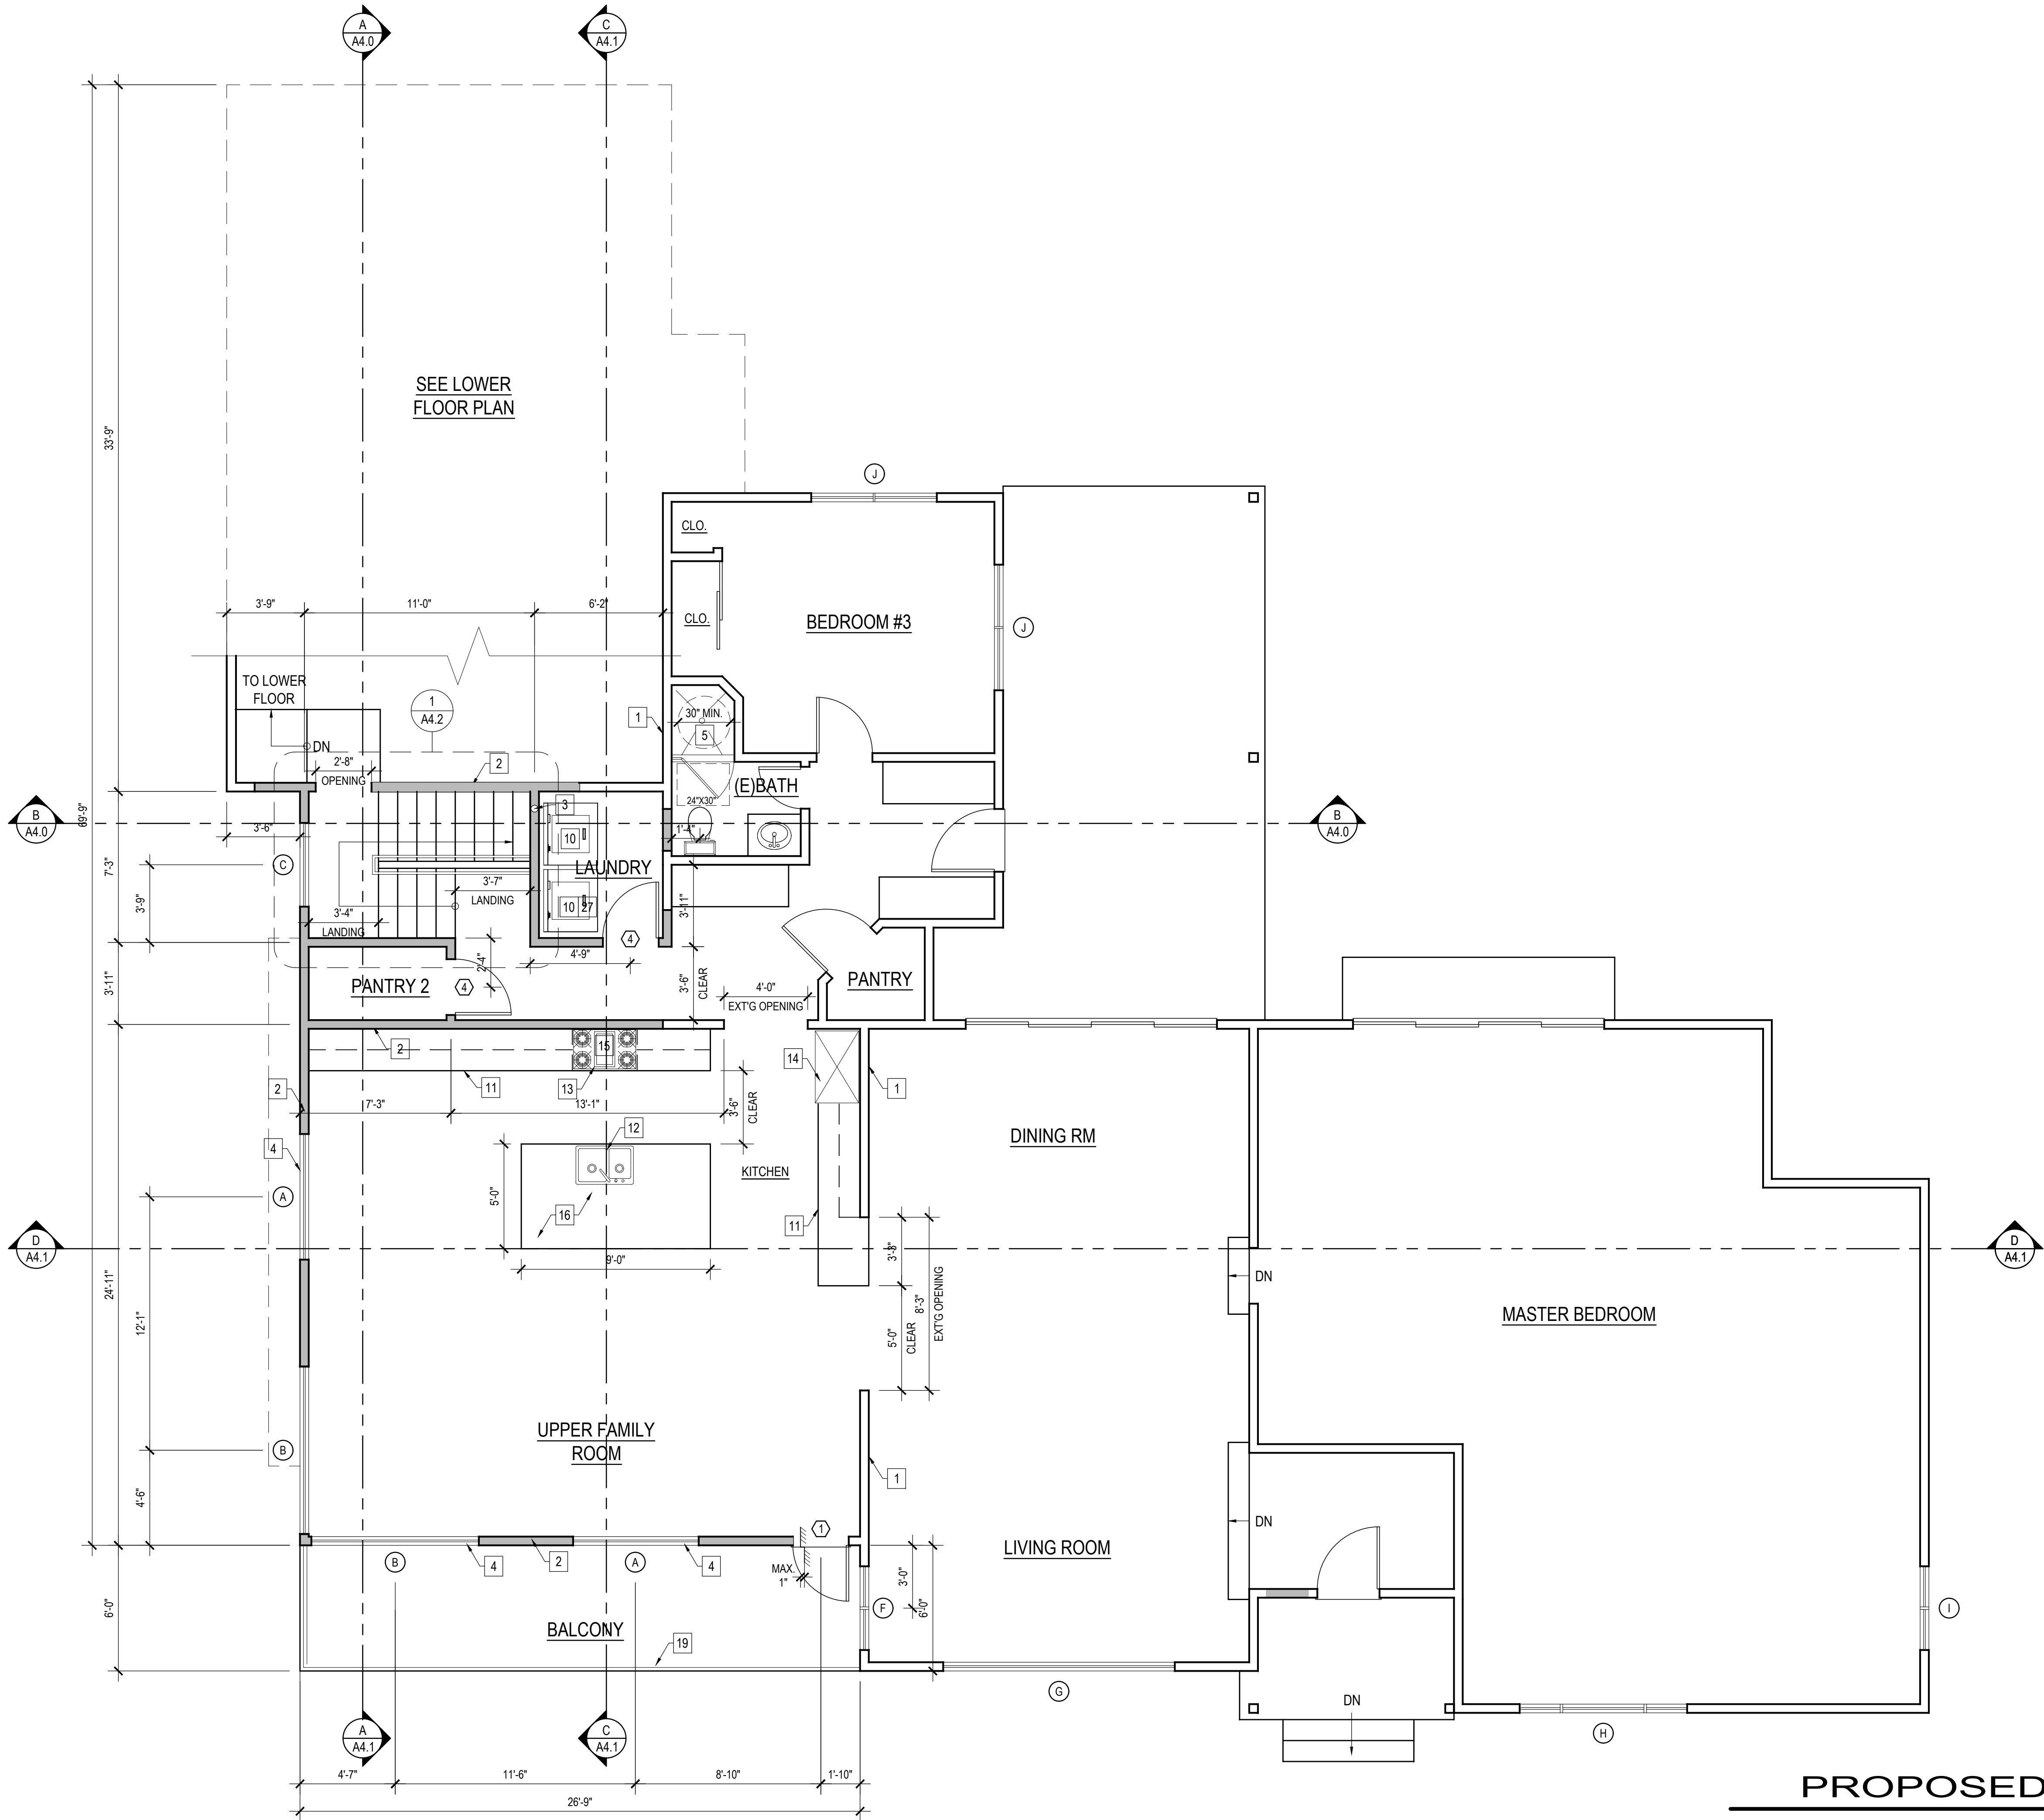 A
A4.0
C
A4.1
SEE LOWER
FLOOR PLAN
33'-9"
69'-9"
J
CLO.
CLO.
BEDROOM #3
J
3'-9"
11'-0"
6'-2"
TO LOWER
FLOOR
1
A4.2
1
30" MIN.
5
DN
2'-8"
OPENING
2
(E)BATH
24"X30"
B
A4.0
3'-6"
3
10
1'-4"
B
A4.0
C
7'-3"
3'-9"
LAUNDRY
3'-7"
LANDING
10
27
3'-11"
3'-4"
LANDING
4
4'-9"
2'-4"
3'-11"
PANTRY 2
4
3'-6"
CLEAR
4'-0"
EXT'G OPENING
PANTRY
2
15
14
2
11
13
1
7'-3"
13'-1"
3'-6"
CLEAR
12
4
DINING RM
KITCHEN
A
5'-0"
16
11
D
A4.1
D
A4.1
9'-0"
3'-3"
8'-3"
EXT'G OPENING
5'-0"
CLEAR
DN
24'-11"
12'-1"
MASTER BEDROOM
UPPER FAMILY
ROOM
B
1
4'-6"
1
DN
LIVING ROOM
B
4
2
A
4
MAX.
1"
3'-0"
6'-0"
6'-0"
F
I
BALCONY
19
G
DN
H
A
A4.1
C
A4.1
4'-7"
11'-6"
8'-10"
1'-10"
26'-9"
PROPOSED